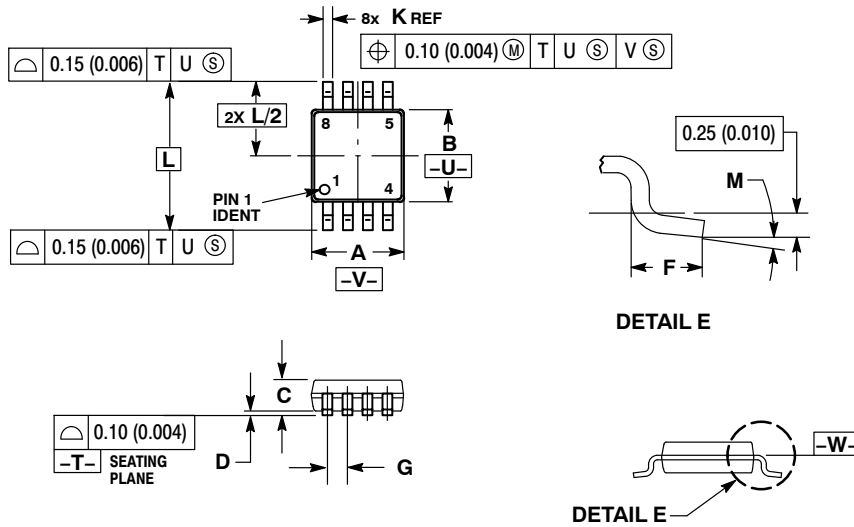 8x K REF
⌖ 0.10 (0.004) Ⓜ T U Ⓢ V Ⓢ
⌓ 0.15 (0.006) T U Ⓢ
2X L/2
L
8 5
B
–U–
PIN 1
IDENT
1 4
⌓ 0.15 (0.006) T U Ⓢ
A
–V–
0.25 (0.010)
M
F
DETAIL E
C
⌓ 0.10 (0.004)
–T– SEATING
PLANE
D
G
–W–
DETAIL E